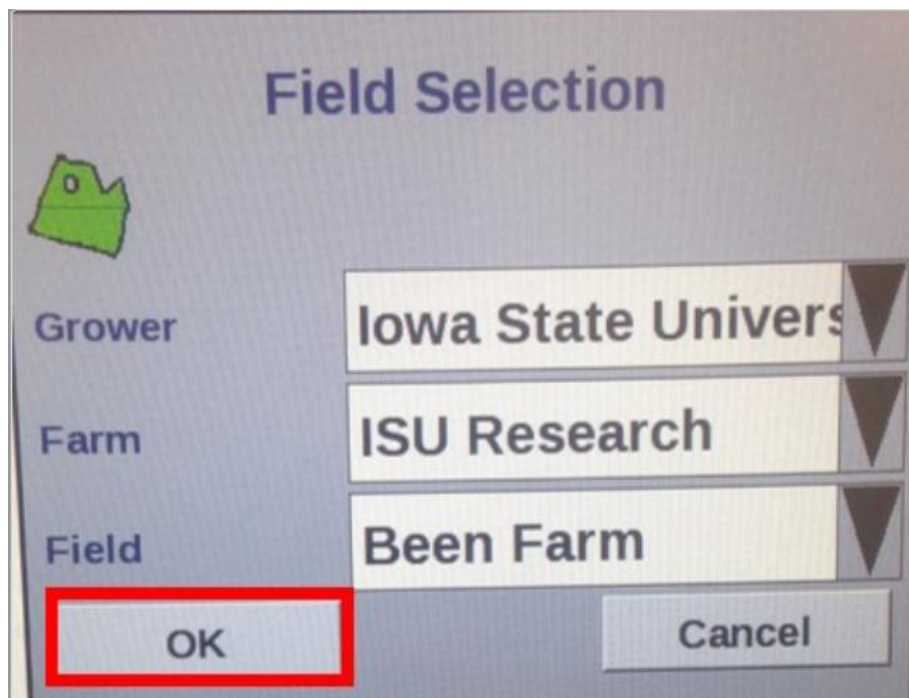 Field Selection
Grower
Iowa State Univers
Farm
ISU Research
Field
Been Farm
OK
Cancel